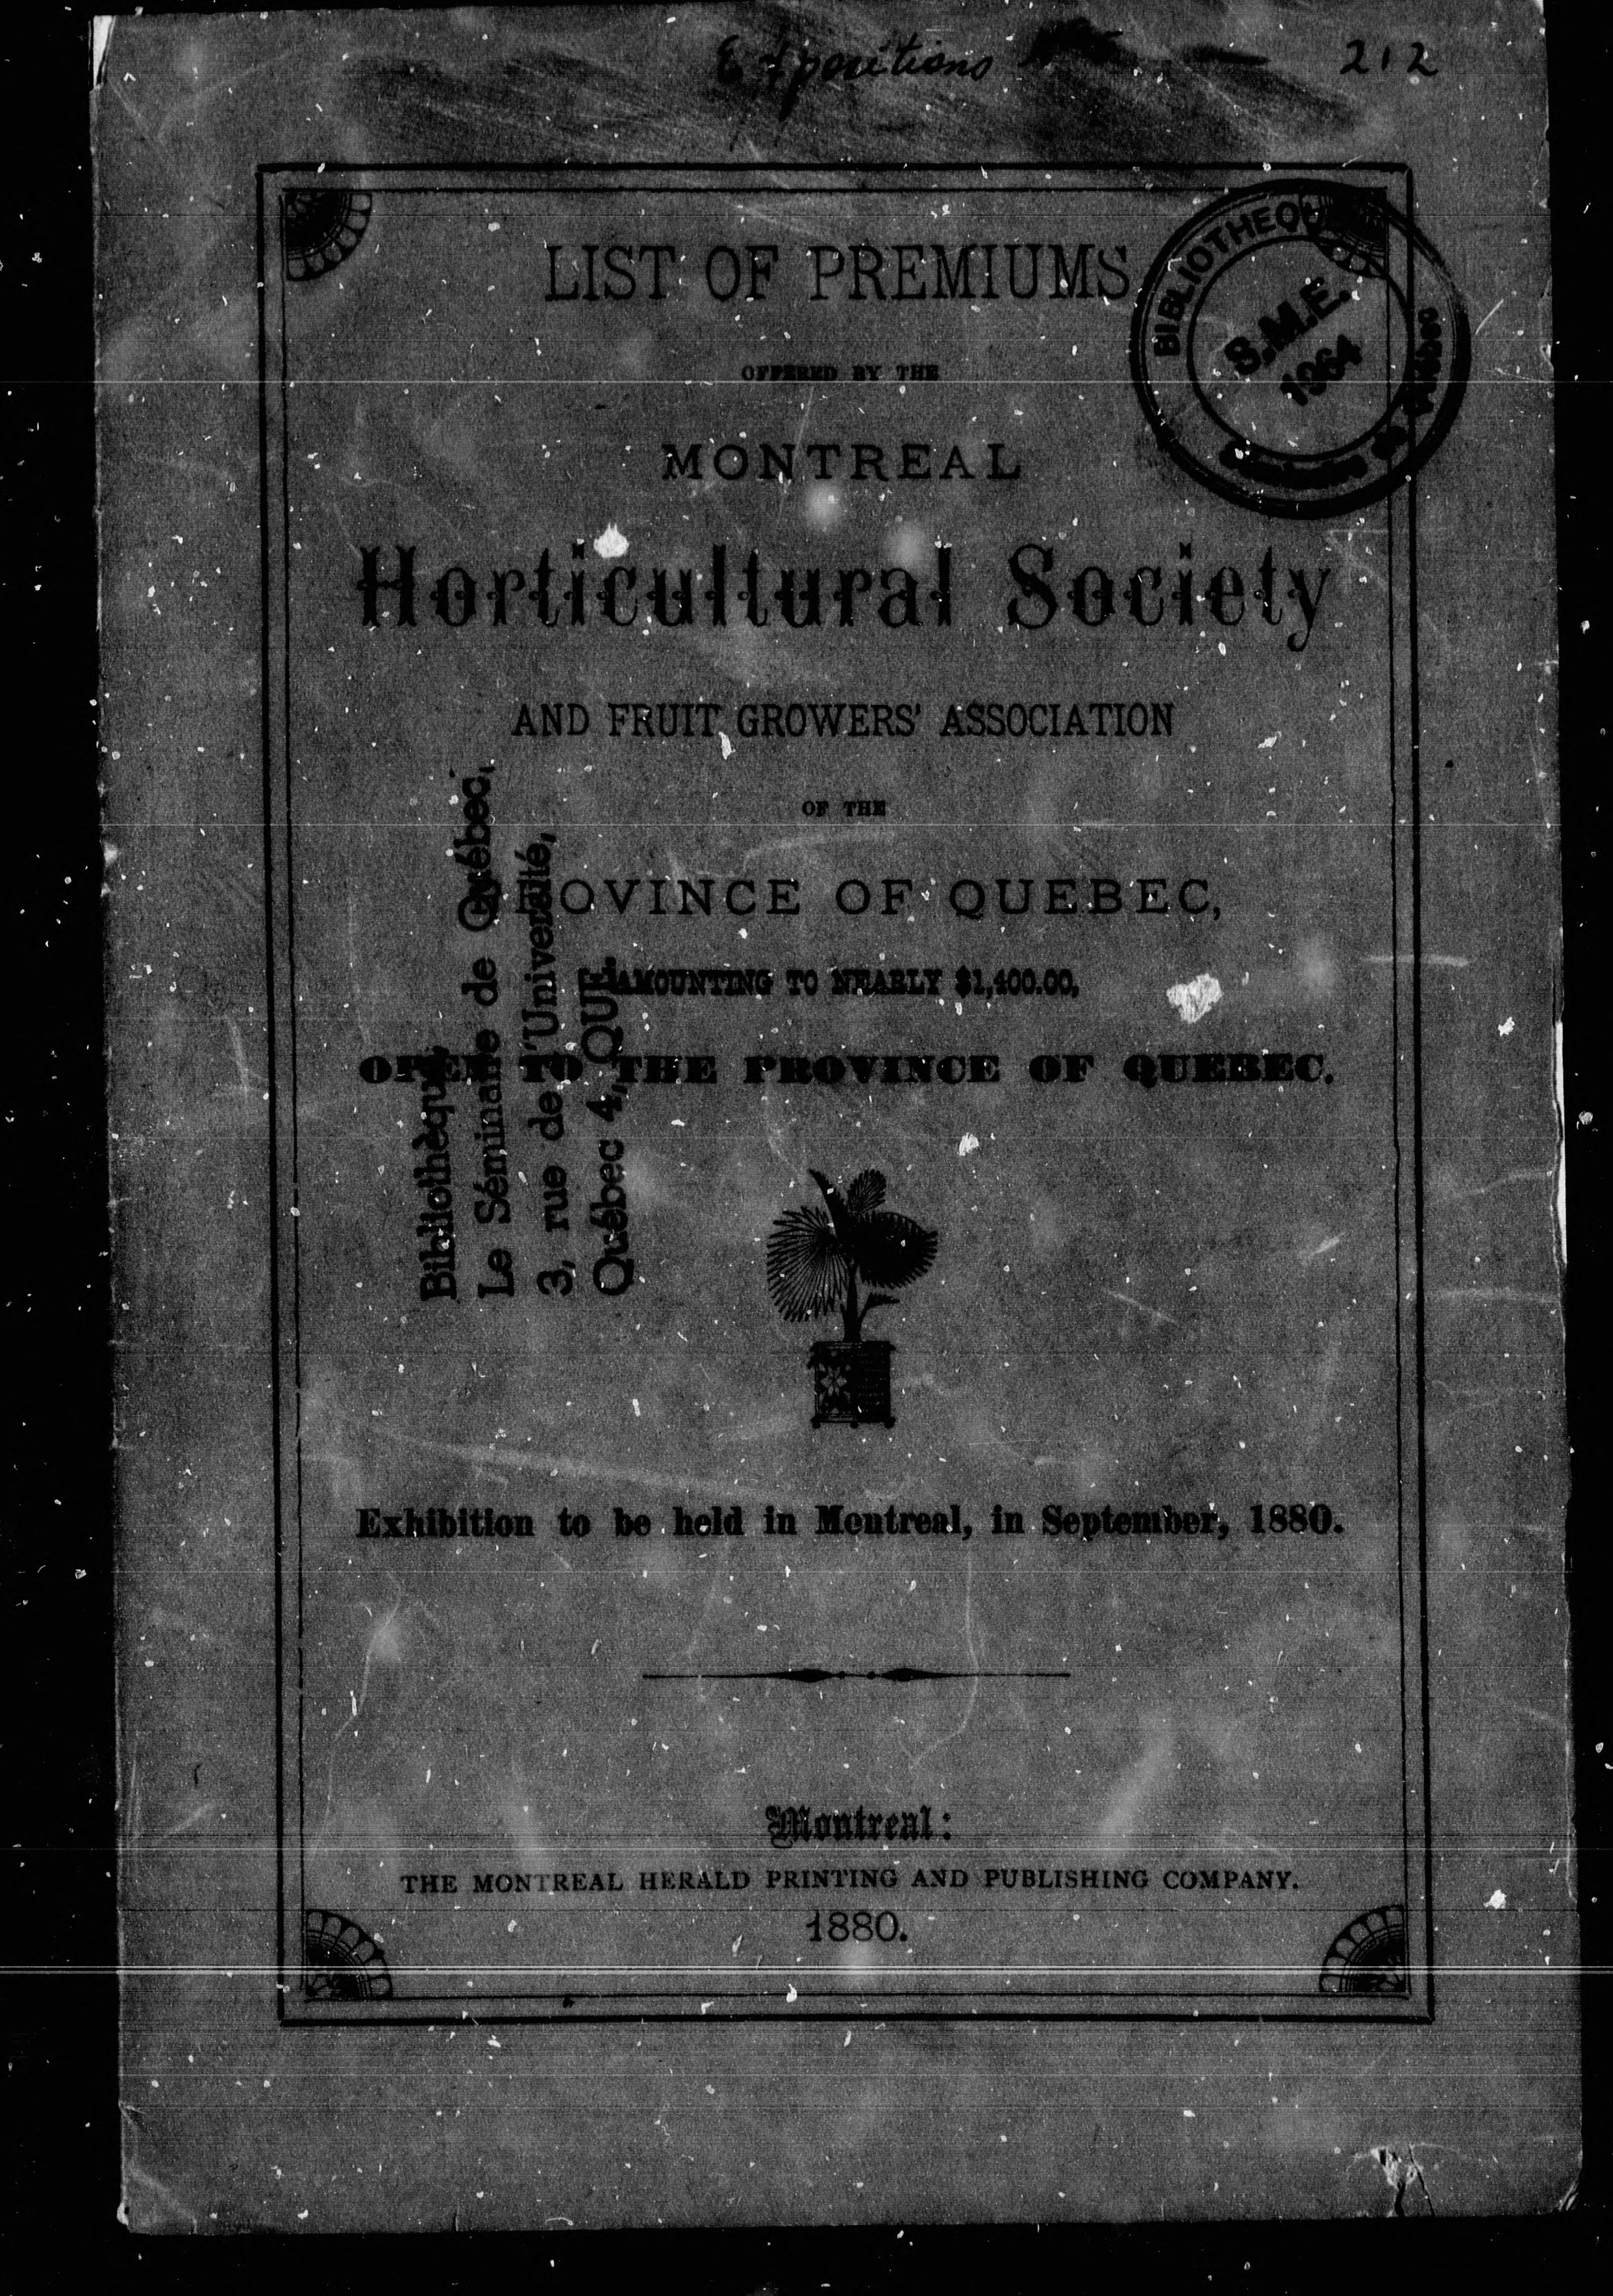 Expositions
212
LIST OF PREMIUMS
OFFERED BY THE
MONTREAL
Horticultural Society
AND FRUIT GROWERS' ASSOCIATION
OF THE
PROVINCE OF QUEBEC,
AMOUNTING TO NEARLY $1,400.00,
OPEN TO THE PROVINCE OF QUEBEC.
Exhibition to be held in Montreal, in September, 1880.
Montreal:
THE MONTREAL HERALD PRINTING AND PUBLISHING COMPANY.
1880.
BIBLIOTHEQUE
S.M.E.
1964
Séminaire de Québec
Bibliothèque,
Le Séminaire de Québec,
3, rue de l'Université,
Québec 4, QUE.